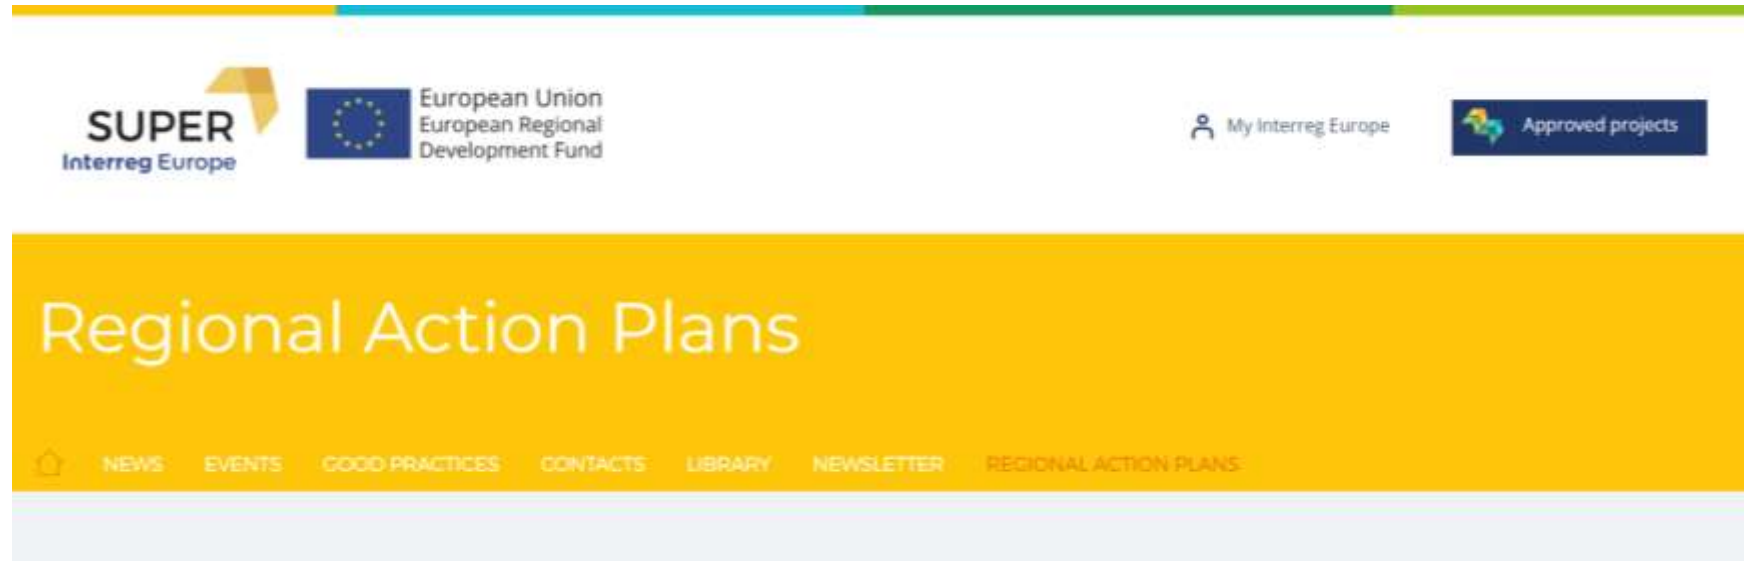 SUPER
Interreg Europe
European Union
European Regional
Development Fund
My Interreg Europe
Approved projects
Regional Action Plans
NEWS EVENTS GOOD PRACTICES CONTACTS LIBRARY NEWSLETTER REGIONAL ACTION PLANS